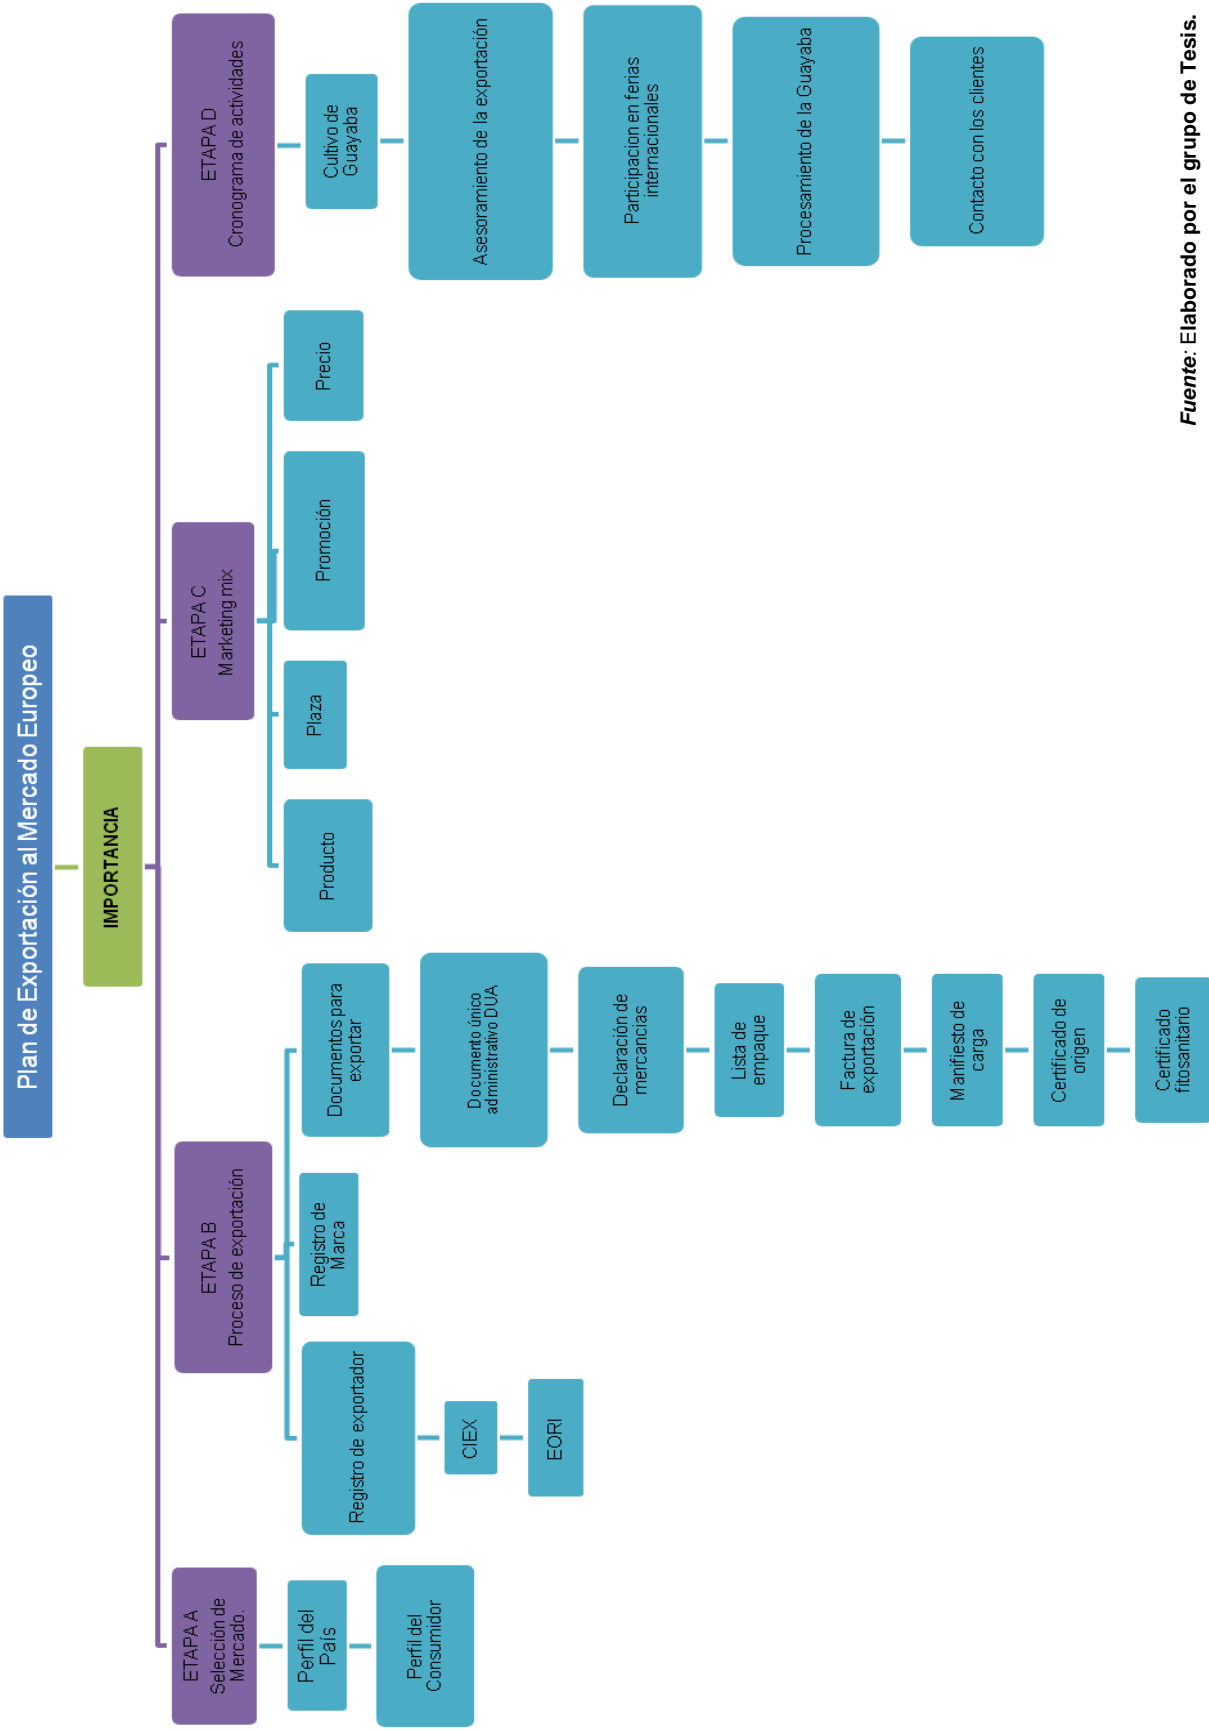 Plan de Exportación al Mercado Europeo
IMPORTANCIA
ETAPA A
Selección de
Mercado.
Perfil del
País
Perfil del
Consumidor
ETAPA B
Proceso de exportación
Registro de exportador
CIEX
EORI
Registro de
Marca
Documentos para
exportar
Documento único
administrativo DUA
Declaración de
mercancias
Lista de
empaque
Factura de
exportación
Manifiesto de
carga
Certificado de
origen
Certificado
fitosanitario
ETAPA C
Marketing mix
Producto
Plaza
Promoción
Precio
ETAPA D
Cronograma de actividades
Cultivo de
Guayaba
Asesoramiento de la exportación
Participacion en ferias
internacionales
Procesamiento de la Guayaba
Contacto con los clientes
Fuente: Elaborado por el grupo de Tesis.